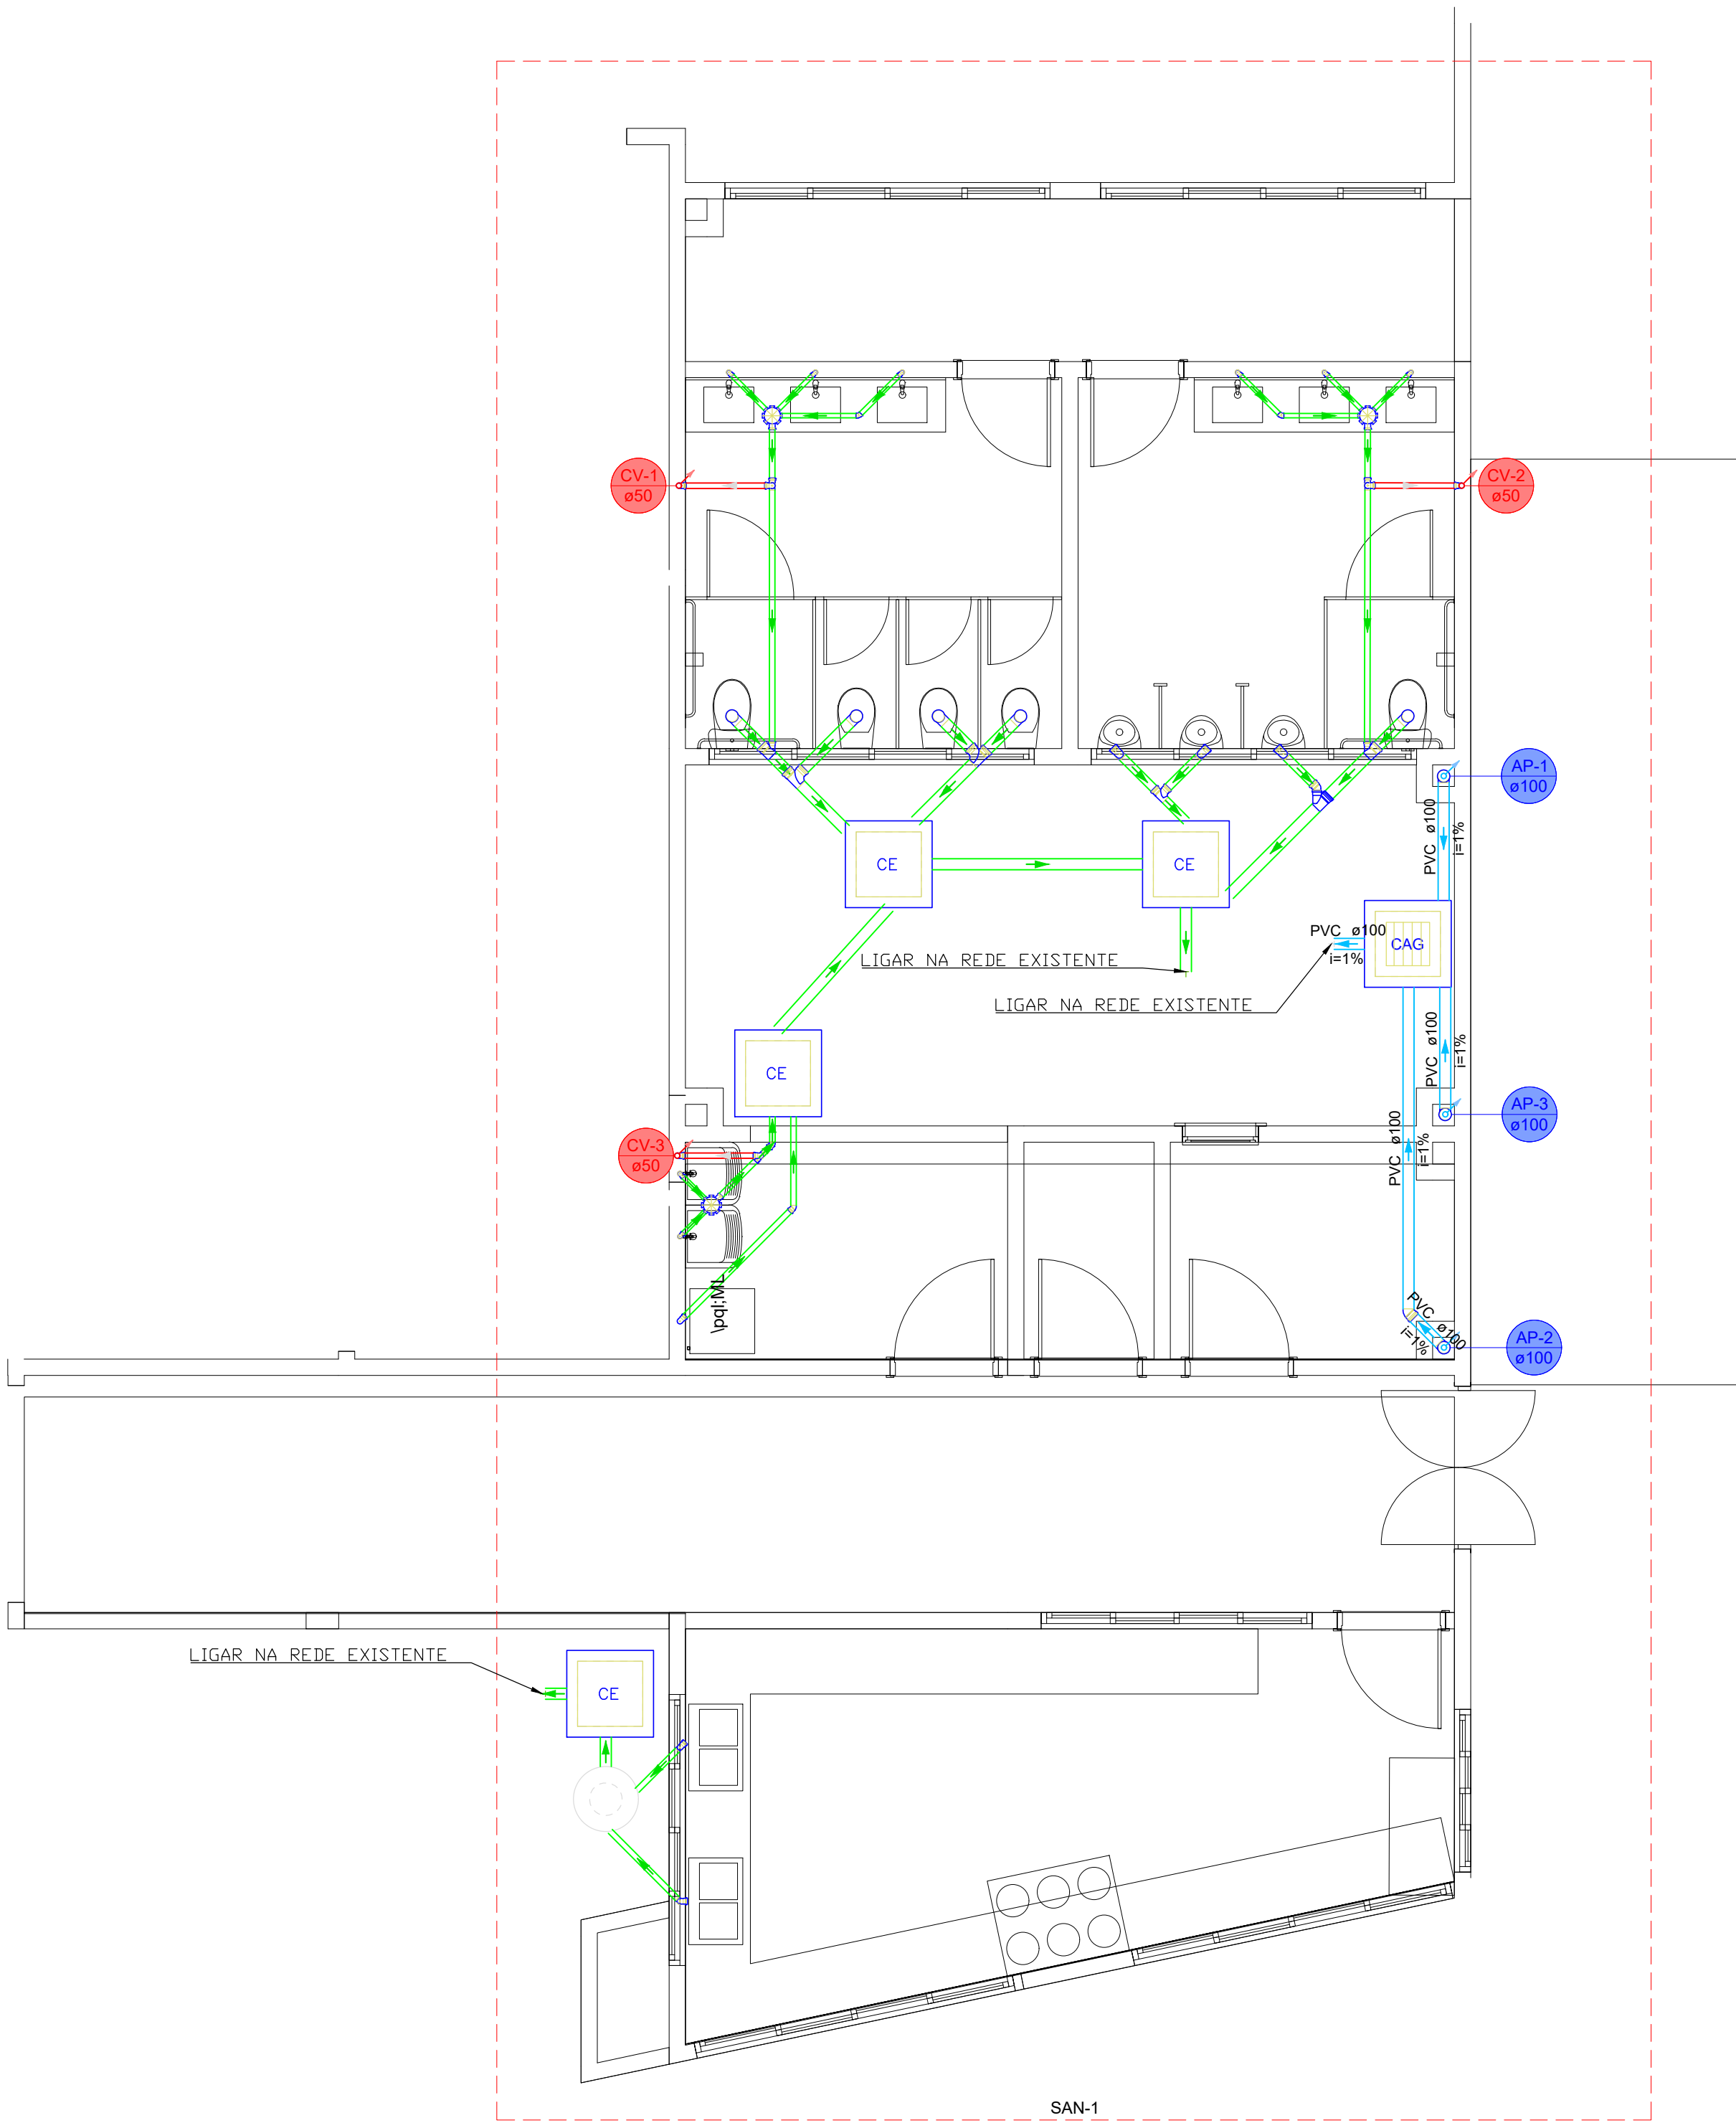 CV-1
ø50
CV-2
ø50
AP-1
ø100
PVC ø100
i=1%
CE
CE
PVC ø100
i=1%
CAG
LIGAR NA REDE EXISTENTE
LIGAR NA REDE EXISTENTE
PVC ø100
i=1%
CE
AP-3
ø100
CV-3
ø50
PVC ø100
i=1%
\pql;ML
PVC ø100
i=1%
AP-2
ø100
LIGAR NA REDE EXISTENTE
CE
SAN-1